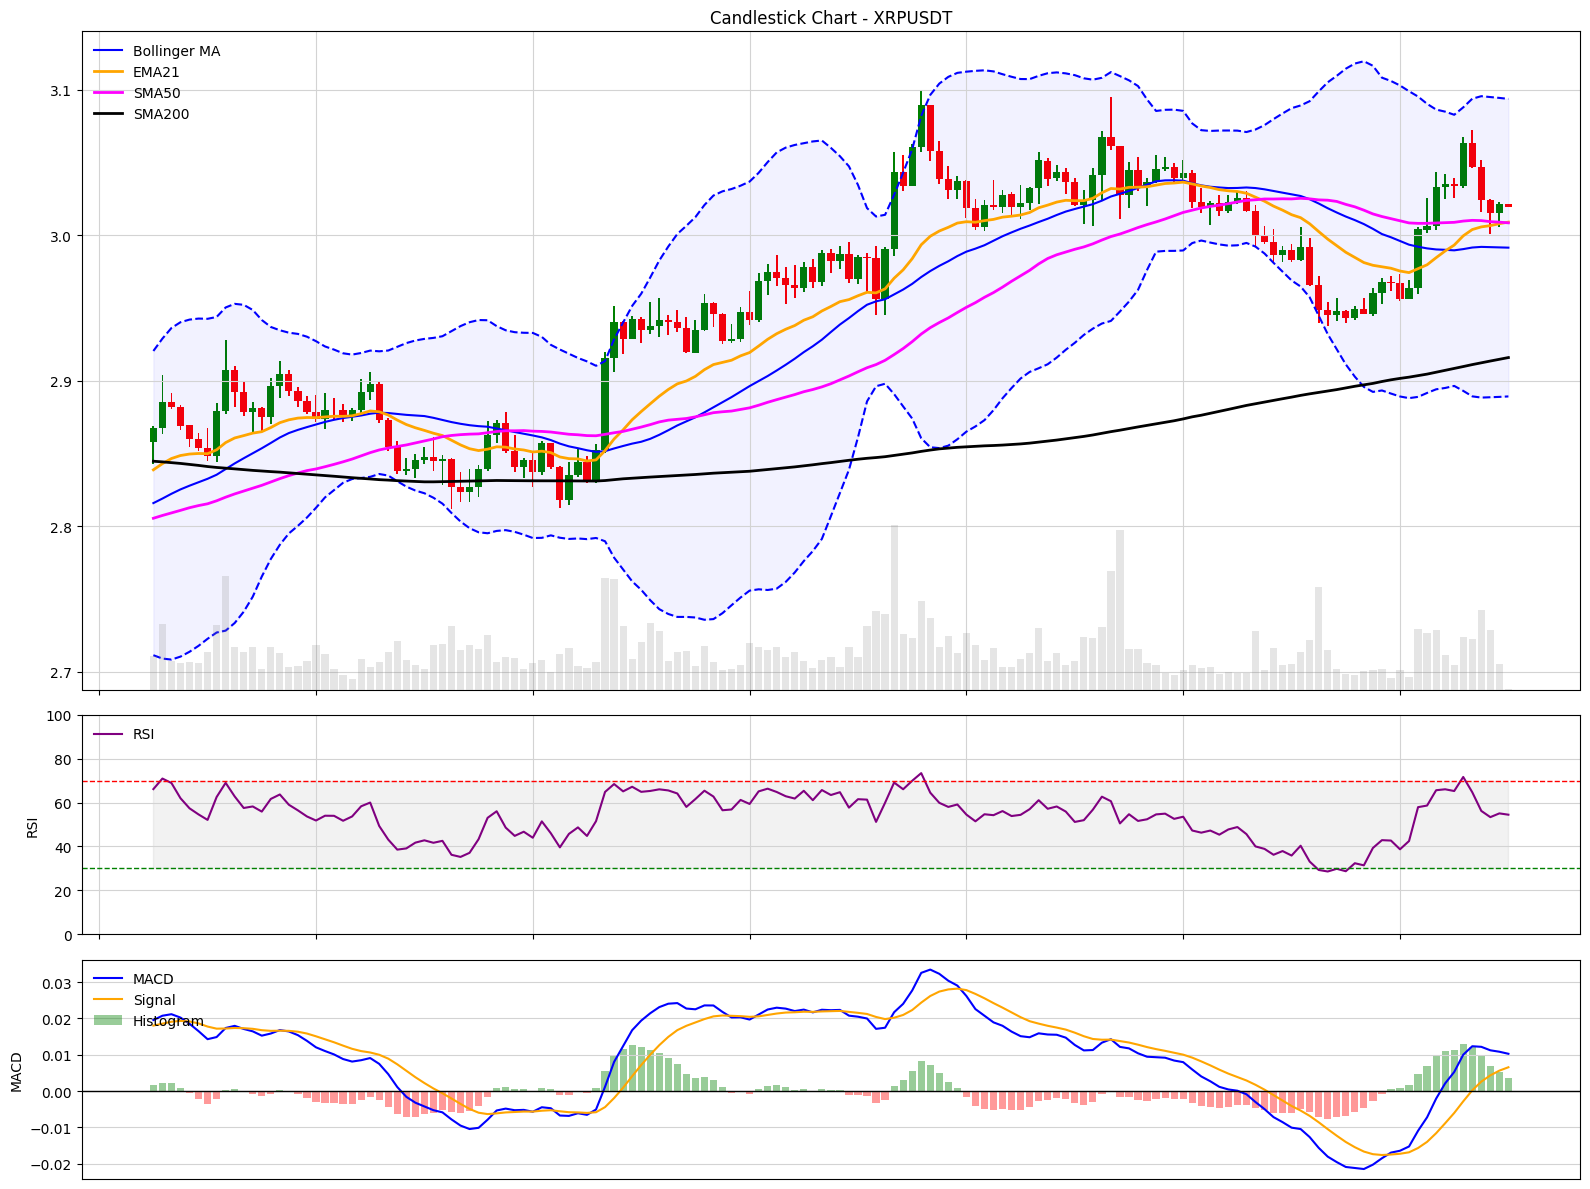 Candlestick Chart - XRPUSDT
Bollinger MA
EMA21
SMA50
SMA200
3.1
3.0
2.9
2.8
2.7
RSI
100
80
60
40
20
0
RSI
MACD
Signal
Histogram
0.03
0.02
0.01
0.00
−0.01
−0.02
MACD